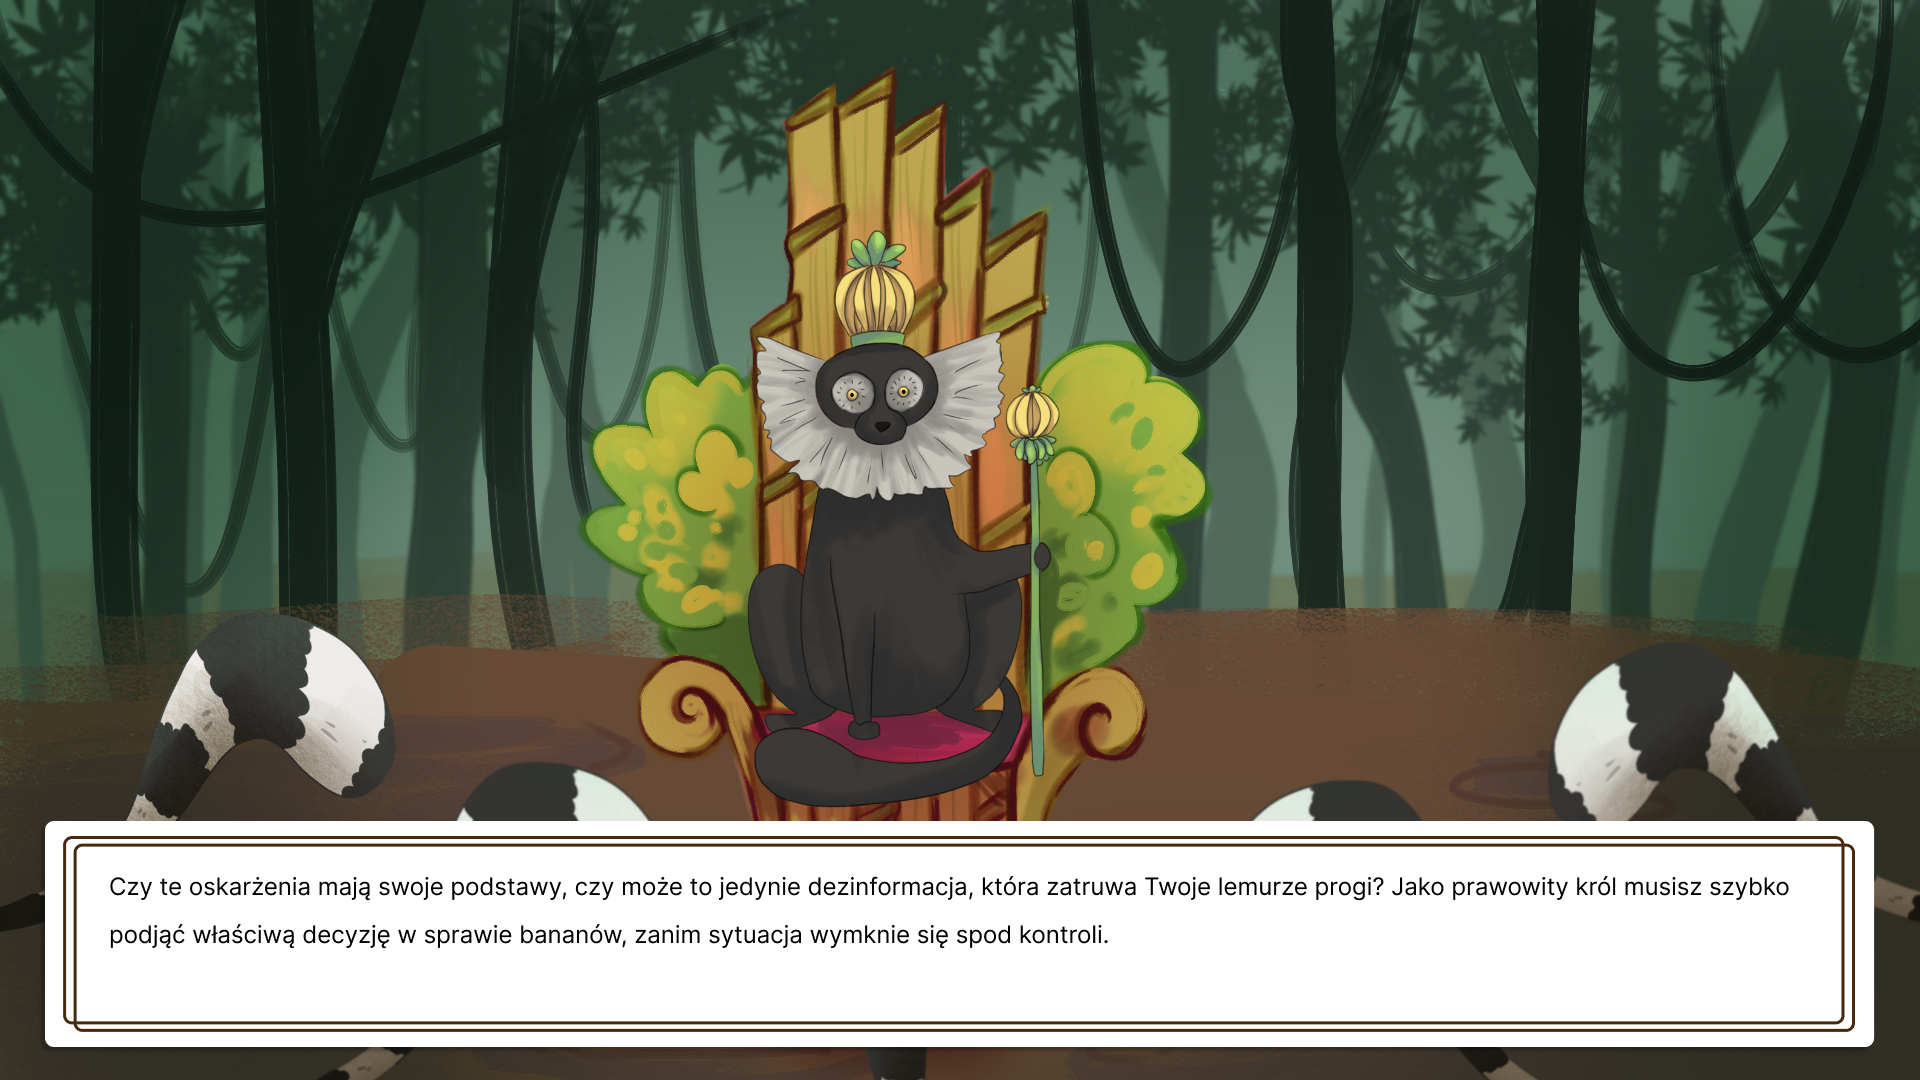 Czy te oskarżenia mają swoje podstawy, czy może to jedynie dezinformacja, która zatruwa Twoje lemurze progi? Jako prawowity król musisz szybko
podjąć właściwą decyzję w sprawie bananów, zanim sytuacja wymknie się spod kontroli.